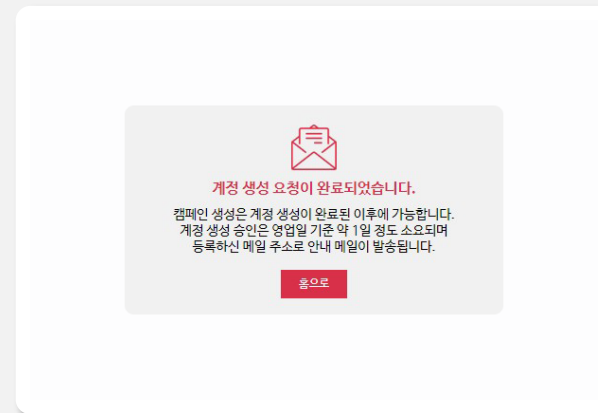 계정 생성 요청이 완료되었습니다.
캠페인 생성은 계정 생성이 완료된 이후에 가능합니다.
계정 생성 승인은 영업일 기준 약 1일 정도 소요되며
등록하신 메일 주소로 안내 메일이 발송됩니다.
홈으로